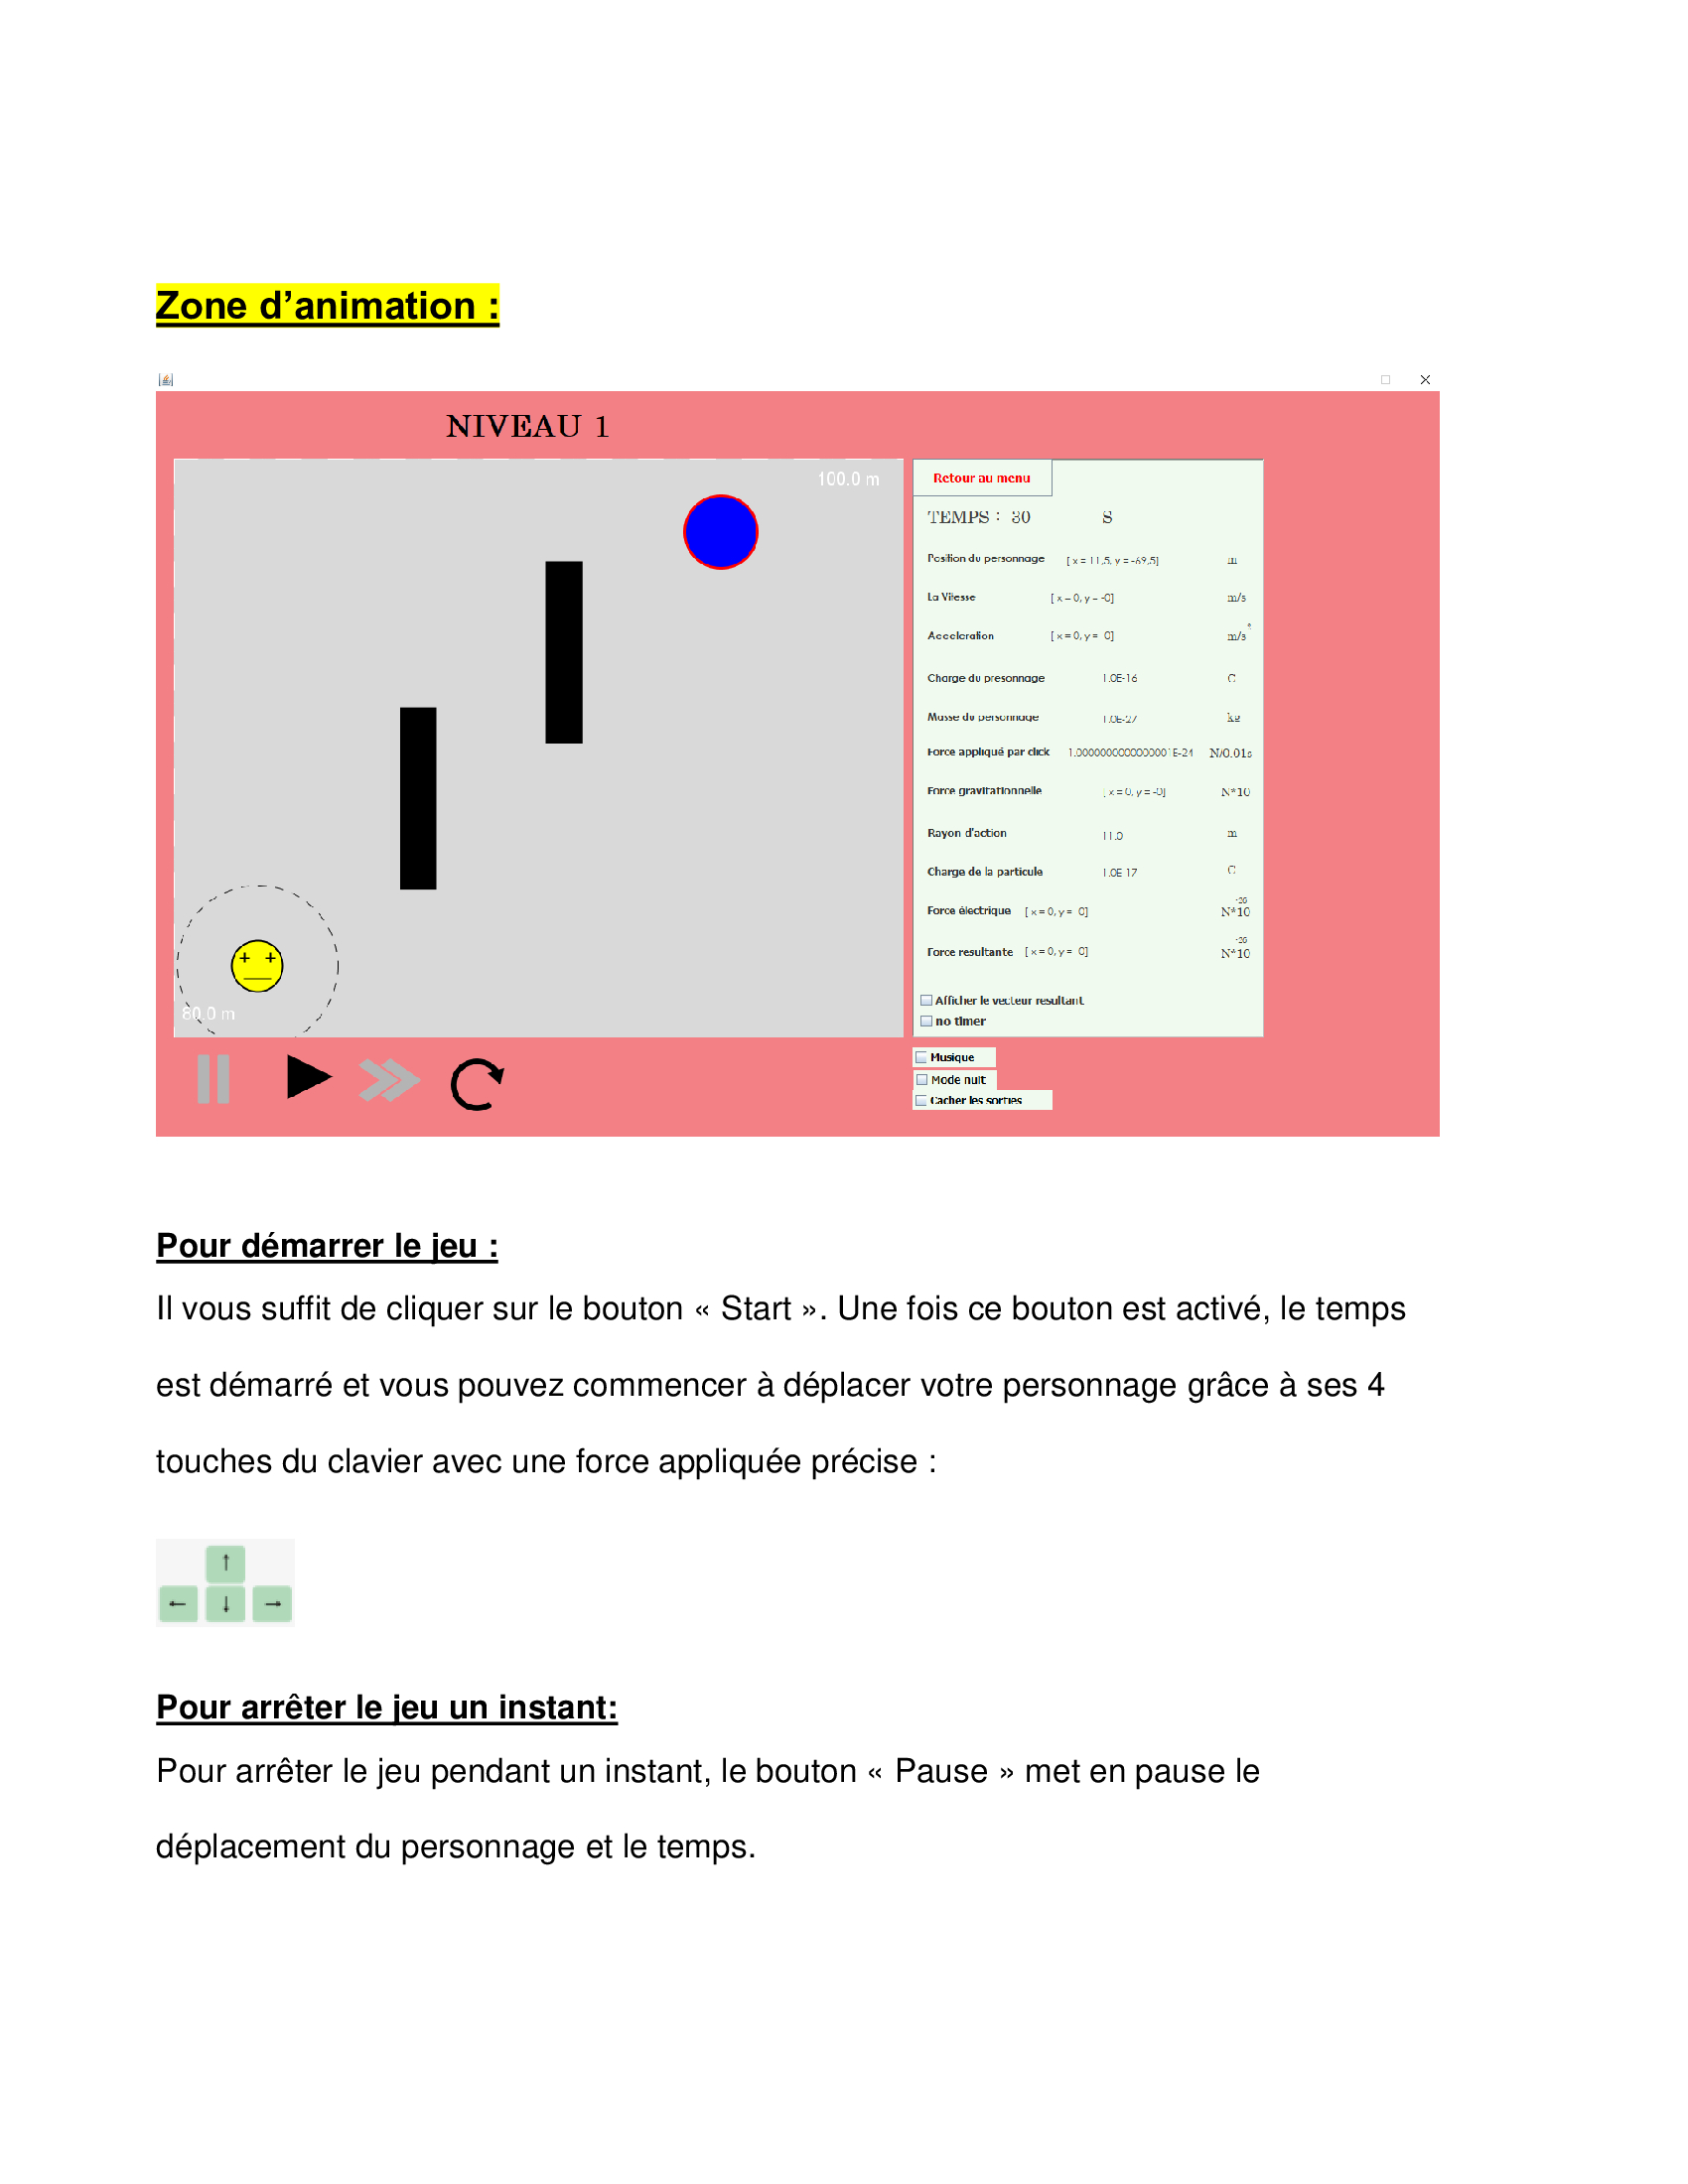 Zone d’animation :
NIVEAU 1
100.0 m
80.0 m
Retour au menu
TEMPS : 30 S
Position du personnage [ x = 11,5, y = -69,5] m
La Vitesse [ x = 0, y = -0] m/s
Acceleration [ x = 0, y = -0] m/s
Charge du presonnage 1.0E-16 C
Masse du personnage 1.0E-27 kg
Force appliqué par click 1.0000000000000001E-24 N/0.01s
Force gravitationnelle [ x = 0, y = -0] N*10
Rayon d'action 11.0 m
Charge de la particule 1.0E-17 C
Force électrique [ x = 0, y = -0] N*10 -26
Force resultante [ x = 0, y = -0] N*10 -26
Afficher le vecteur resultant
no timer
Musique
Mode nuit
Cacher les sorties
Pour démarrer le jeu :
Il vous suffit de cliquer sur le bouton « Start ». Une fois ce bouton est activé, le temps
est démarré et vous pouvez commencer à déplacer votre personnage grâce à ses 4
touches du clavier avec une force appliquée précise :
↑
← ↓ →
Pour arrêter le jeu un instant:
Pour arrêter le jeu pendant un instant, le bouton « Pause » met en pause le
déplacement du personnage et le temps.